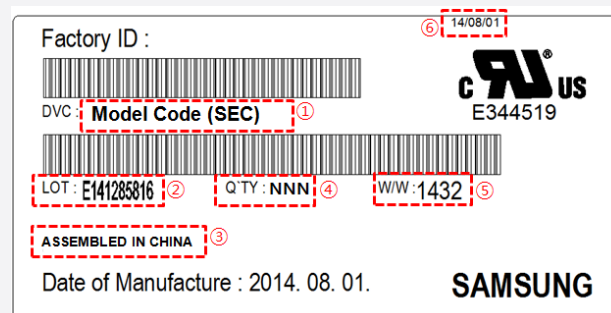 ⑥ 14/08/01
Factory ID :
c RU ® US
E344519
DVC : Model Code (SEC) ①
LOT : E141285816 ② Q`TY : NNN ④ W/W : 1432 ⑤
ASSEMBLED IN CHINA ③
Date of Manufacture : 2014. 08. 01. SAMSUNG